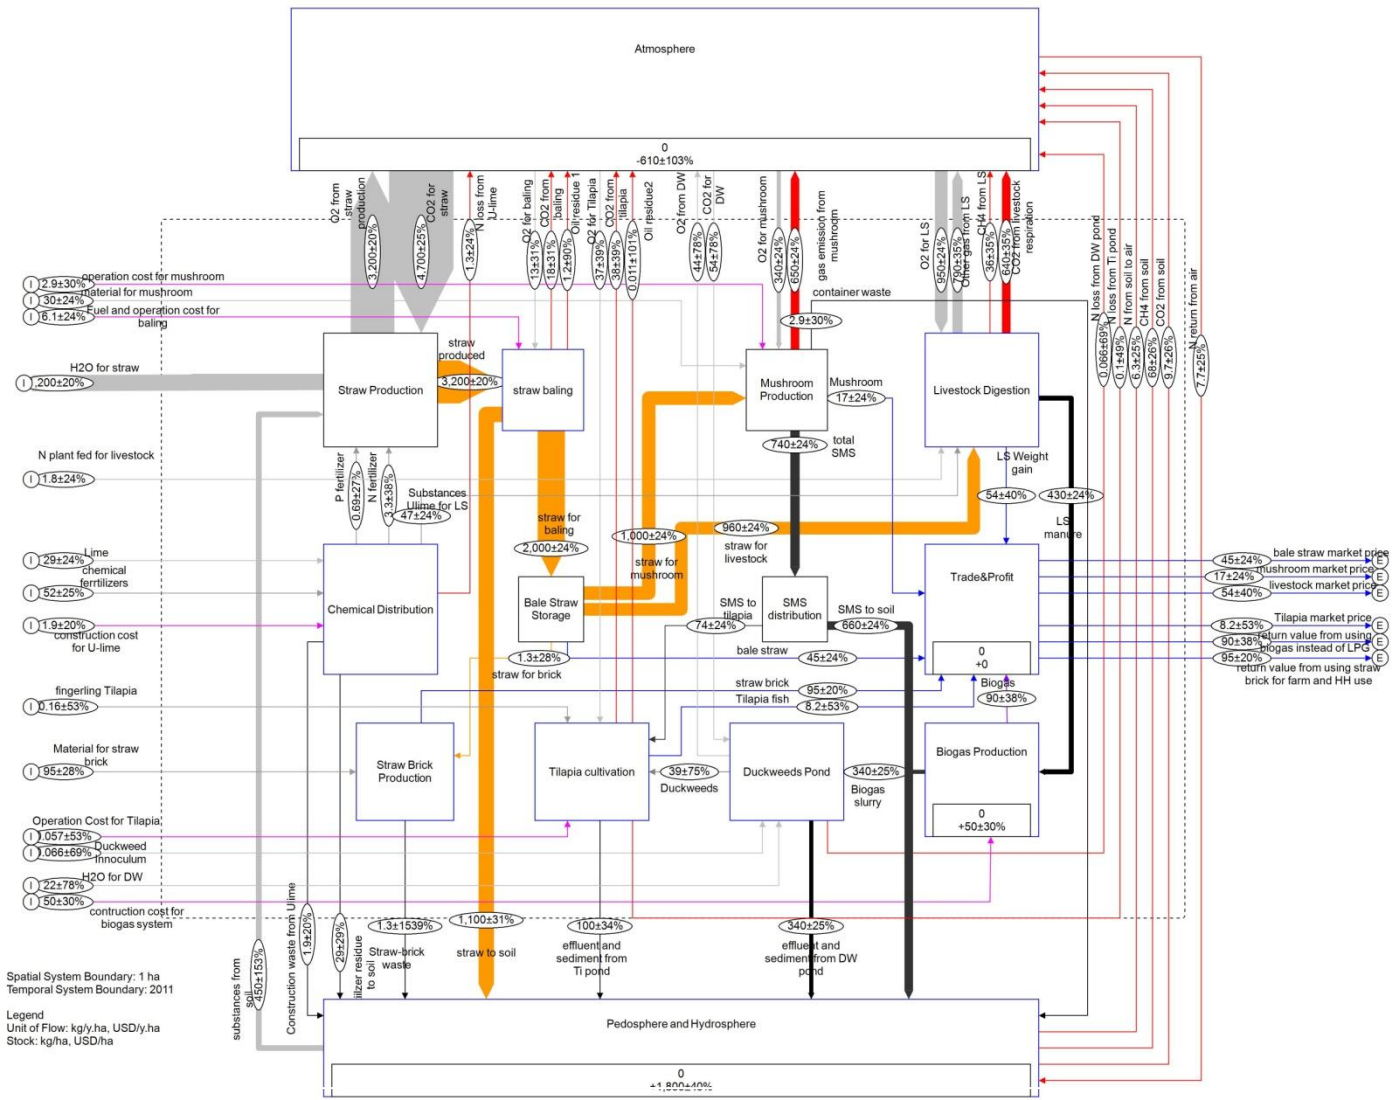 Atmosphere
0
-610±103%
O2 from
straw
production
3,200±20%
CO2 for
straw
4,700±25%
N loss from
U-lime
1.3±24%
O2 for baling
13±31%
CO2 from
baling
18±31%
Oil residue 1
1.2±90%
O2 for Tilapia
37±39%
CO2 from
tilapia
38±39%
Oil residue2
0.011±101%
O2 from DW
44±78%
CO2 for
DW
54±78%
O2 for mushroom
340±24%
gas emission from
mushroom
650±24%
O2 for LS
950±24%
Other gas from LS
790±35%
CH4 from LS
36±35%
CO2 from livestock
respiration
640±35%
N loss from DW pond
0.066±69%
N loss from Ti pond
0.1±49%
N from soil to air
6.3±25%
CH4 from soil
68±26%
CO2 from soil
9.7±26%
N return from air
7.7±25%
operation cost for mushroom
I 2.9±30%
material for mushroom
I 30±24%
Fuel and operation cost for
baling
I 6.1±24%
H2O for straw
I ,200±20%
N plant fed for livestock
I 1.8±24%
Lime
I 29±24%
chemical
ferrtilizers
I 52±25%
I 1.9±20%
construction cost
for U-lime
fingerling Tilapia
I 0.16±53%
Material for straw
brick
I 95±28%
Operation Cost for Tilapia
I .057±53%
Duckweed
Innoculum
I .066±69%
H2O for DW
I 22±78%
I 50±30%
contruction cost for
biogas system
Straw Production
straw
produced
3,200±20%
straw baling
container waste
2.9±30%
Mushroom
Production
Mushroom
17±24%
Livestock Digestion
740±24%
total
SMS
LS Weight
gain
54±40%
430±24%
LS
manure
P fertilizer
0.69±27%
N fertilizer
3.3±38%
Substances
Ulime for LS
47±24%
straw for
baling
2,000±24%
1,000±24%
straw for
mushroom
960±24%
straw for
livestock
Chemical Distribution
Bale Straw
Storage
SMS
distribution
SMS to
tilapia
74±24%
SMS to soil
660±24%
Trade&Profit
0
+0
bale straw market price
45±24% E
mushroom market price
17±24% E
livestock market price
54±40% E
Tilapia market price
8.2±53% E
return value from using
biogas instead of LPG
90±38% E
95±20% E
return value from using straw
brick for farm and HH use
1.3±28%
straw for brick
bale straw
45±24%
straw brick
95±20%
Tilapia fish
8.2±53%
Biogas
90±38%
Straw Brick
Production
Tilapia cultivation
39±75%
Duckweeds
Duckweeds Pond
340±25%
Biogas
slurry
Biogas Production
0
+50±30%
substances from
soil
450±153%
Construction waste from Ulime
1.9±20%
29±29%
ilizer residue
to soil
1.3±1539%
Straw-brick
waste
1,100±31%
straw to soil
100±34%
effluent and
sediment from
Ti pond
340±25%
effluent and
sediment from DW
pond
Spatial System Boundary: 1 ha
Temporal System Boundary: 2011
Legend
Unit of Flow: kg/y.ha, USD/y.ha
Stock: kg/ha, USD/ha
Pedosphere and Hydrosphere
0
+1,800±40%